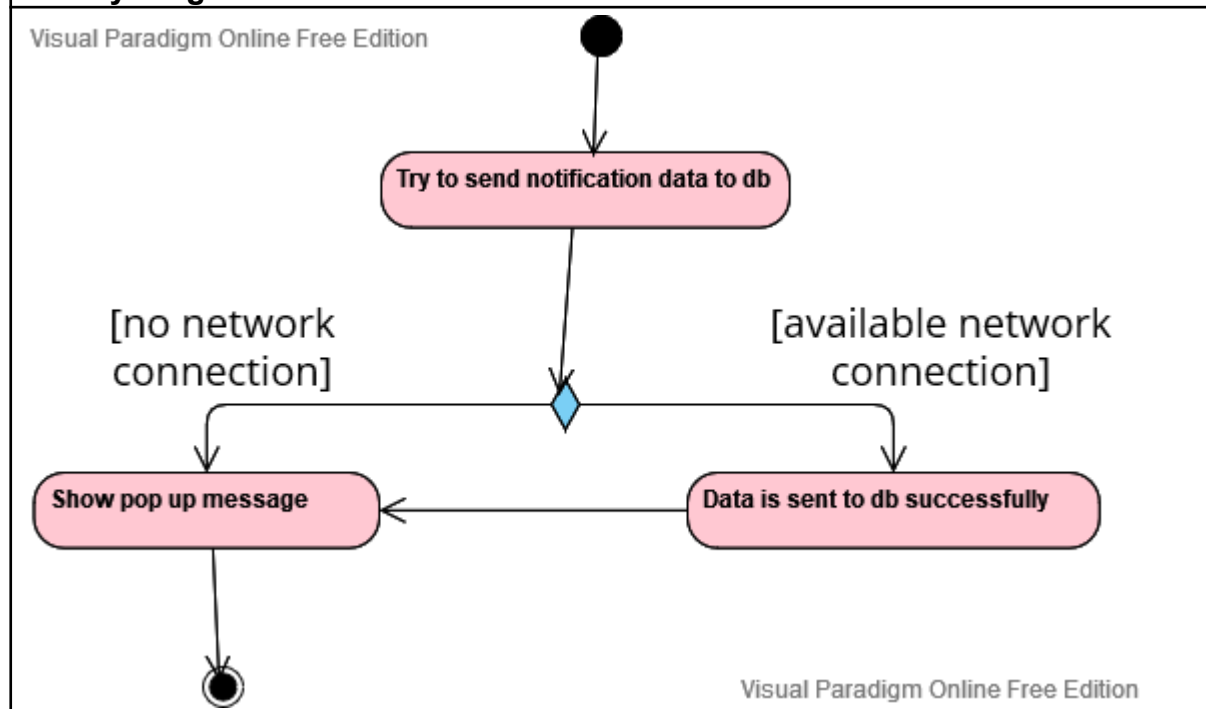 Visual Paradigm Online Free Edition
Try to send notification data to db
[no network
connection]
[available network
connection]
Show pop up message
Data is sent to db successfully
Visual Paradigm Online Free Edition